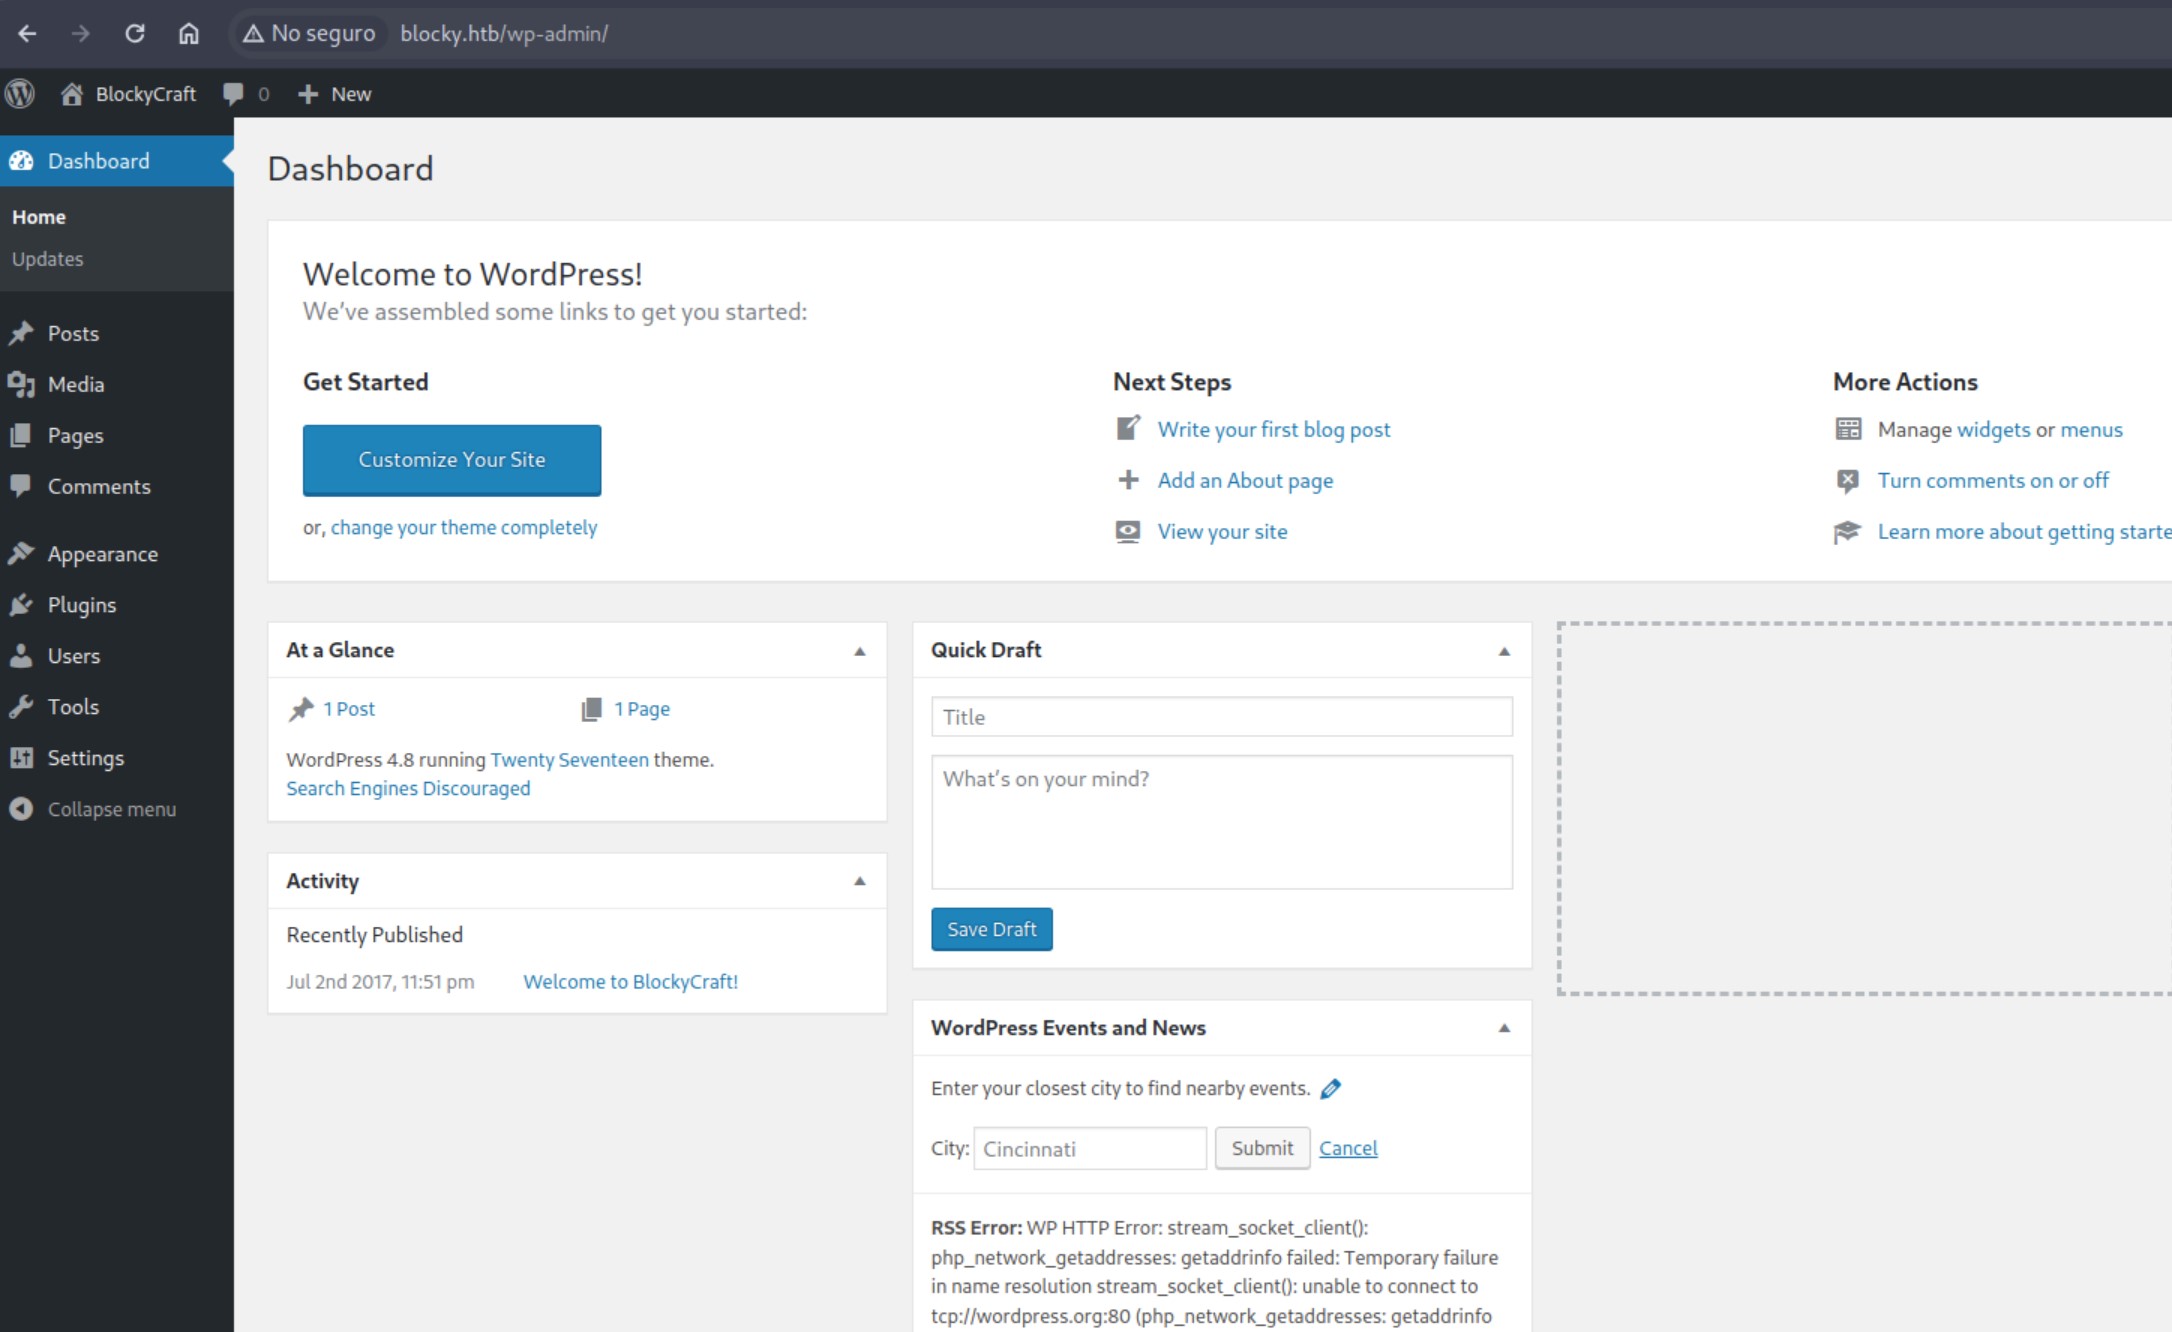 No seguro blocky.htb/wp-admin/
BlockyCraft 0 New
Dashboard
Home
Updates
Posts
Media
Pages
Comments
Appearance
Plugins
Users
Tools
Settings
Collapse menu
Dashboard
Welcome to WordPress!
We've assembled some links to get you started:
Get Started
Customize Your Site
or, change your theme completely
Next Steps
Write your first blog post
Add an About page
View your site
More Actions
Manage widgets or menus
Turn comments on or off
Learn more about getting starte
At a Glance
1 Post 1 Page
WordPress 4.8 running Twenty Seventeen theme.
Search Engines Discouraged
Activity
Recently Published
Jul 2nd 2017, 11:51 pm Welcome to BlockyCraft!
Quick Draft
Title
What's on your mind?
Save Draft
WordPress Events and News
Enter your closest city to find nearby events.
City: Cincinnati Submit Cancel
RSS Error: WP HTTP Error: stream_socket_client():
php_network_getaddresses: getaddrinfo failed: Temporary failure
in name resolution stream_socket_client(): unable to connect to
tcp://wordpress.org:80 (php_network_getaddresses: getaddrinfo